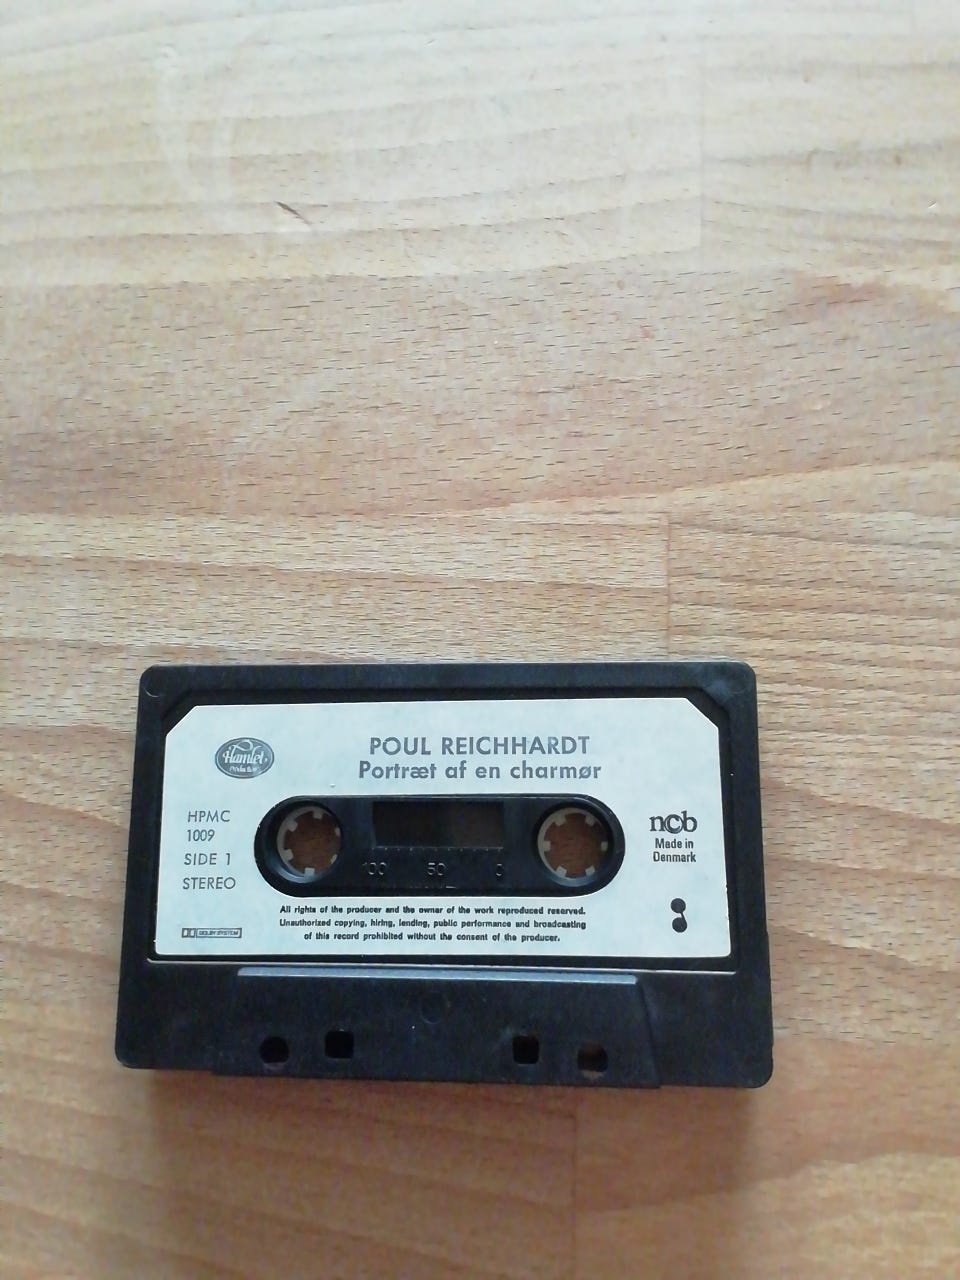 Hamlet
POUL REICHHARDT
Portræt af en charmør
HPMC
1009
SIDE 1
STEREO
100 50 0
ncb
Made in
Denmark
All rights of the producer and the owner of the work reproduced reserved.
Unauthorized copying, hiring, lending, public performance and broadcasting
of this record prohibited without the consent of the producer.
DOLBY SYSTEM